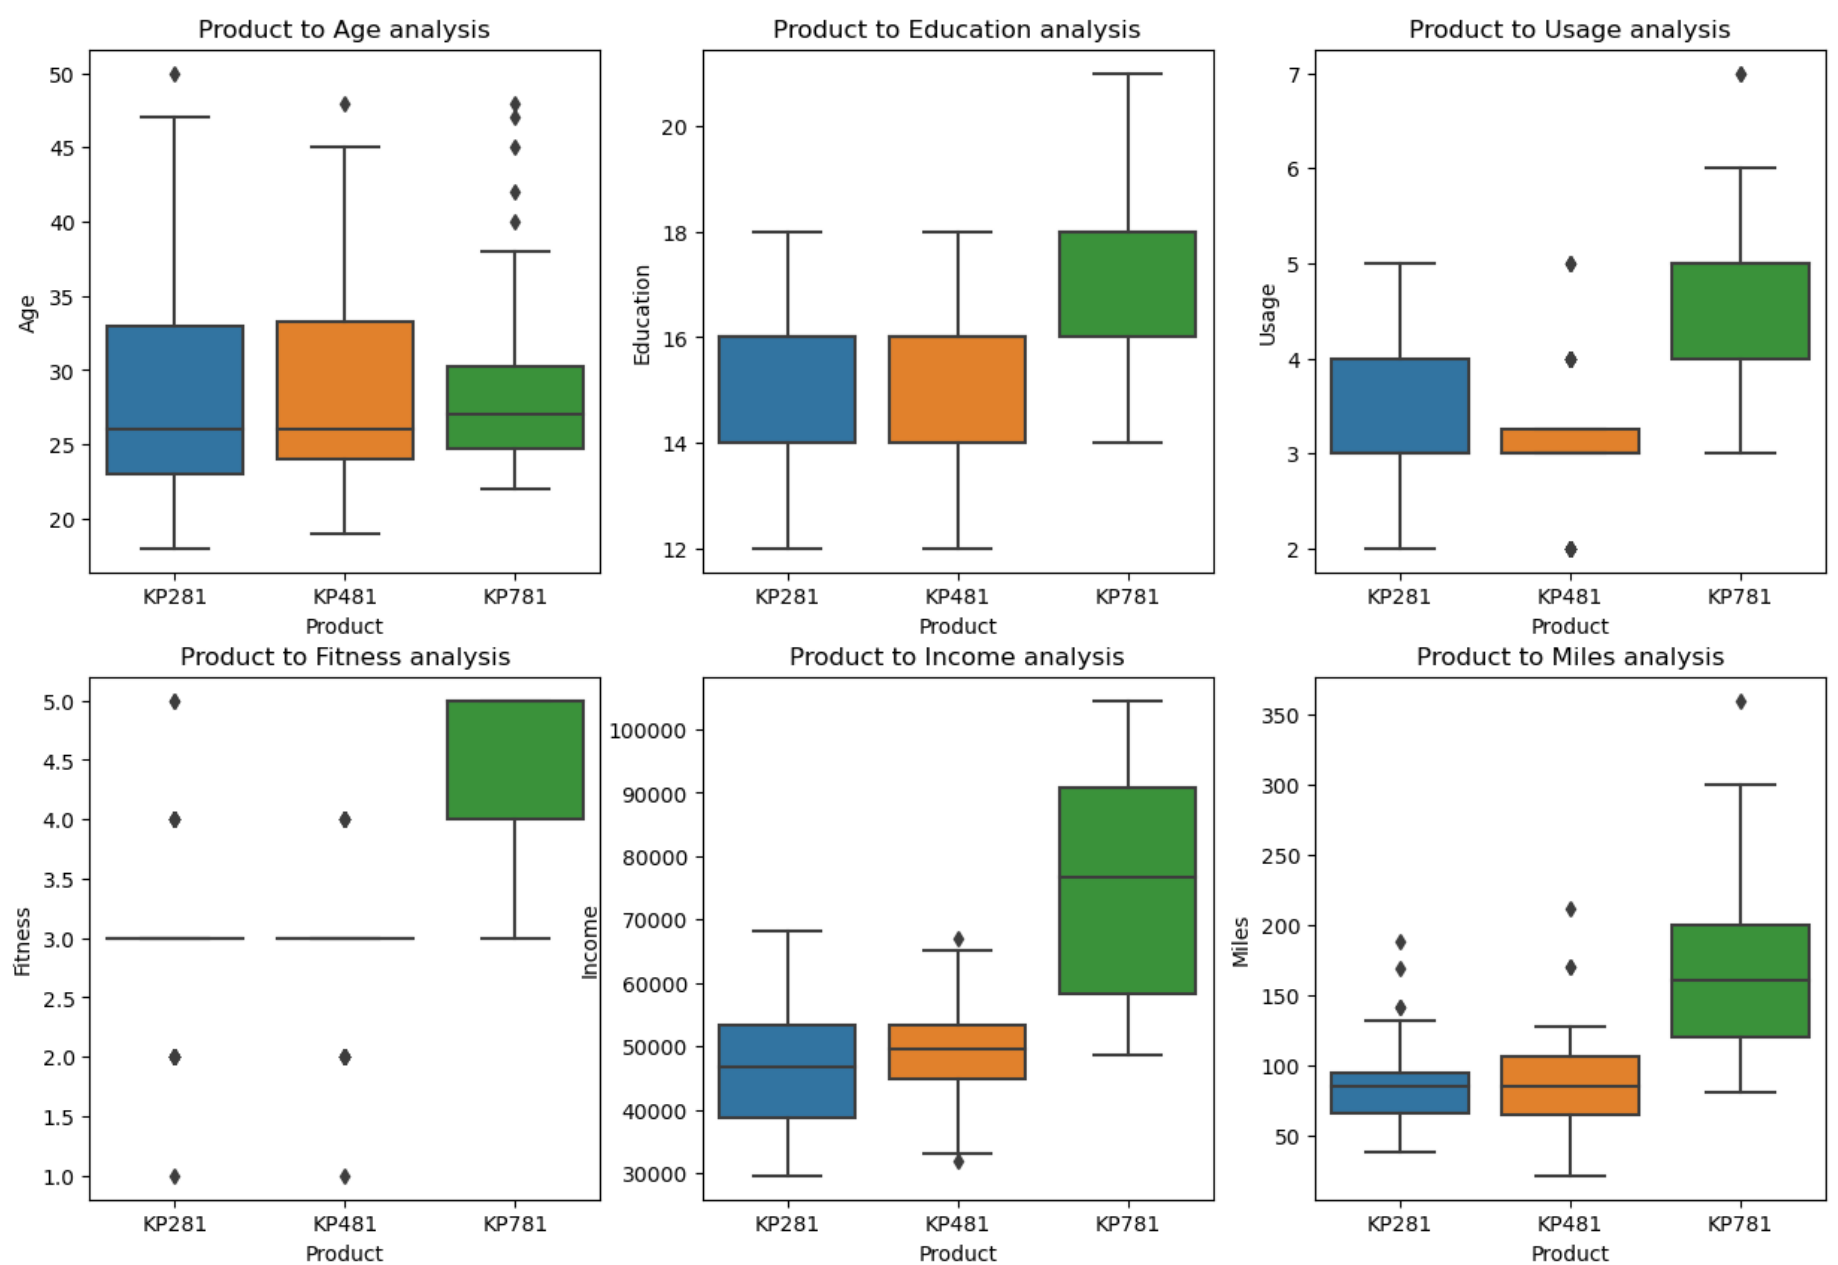 Product to Age analysis
50
45
40
35
30
25
20
Age
KP281 KP481 KP781
Product
Product to Education analysis
20
18
16
14
12
Education
KP281 KP481 KP781
Product
Product to Usage analysis
7
6
5
4
3
2
Usage
KP281 KP481 KP781
Product
Product to Fitness analysis
5.0
4.5
4.0
3.5
3.0
2.5
2.0
1.5
1.0
Fitness
KP281 KP481 KP781
Product
Product to Income analysis
100000
90000
80000
70000
60000
50000
40000
30000
Income
KP281 KP481 KP781
Product
Product to Miles analysis
350
300
250
200
150
100
50
Miles
KP281 KP481 KP781
Product